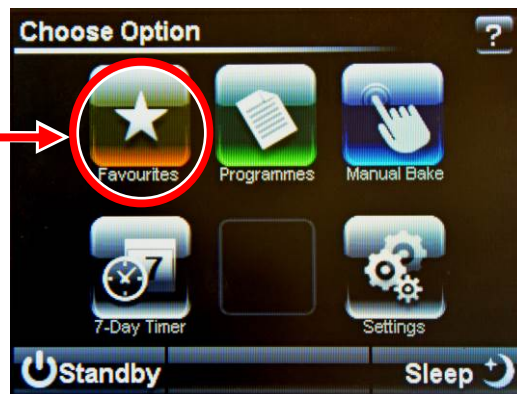 Choose Option
?
Favourites Programmes Manual Bake
7
7-Day Timer Settings
Standby Sleep